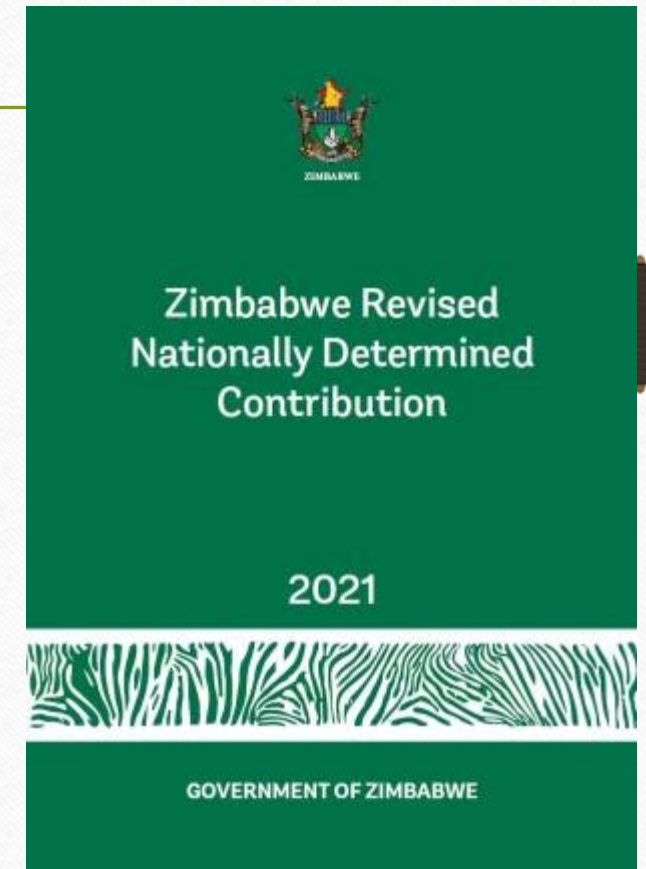 ZIMBABWE
Zimbabwe Revised
Nationally Determined
Contribution
2021
GOVERNMENT OF ZIMBABWE